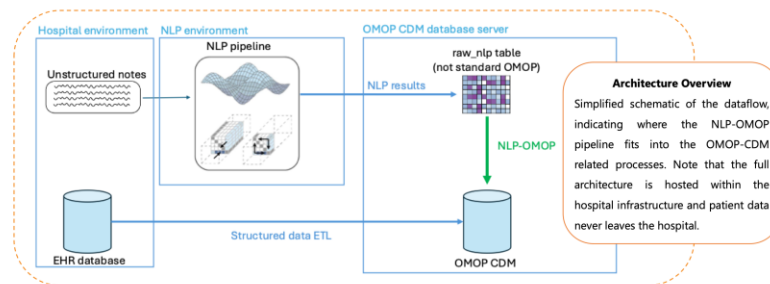 Hospital environment
NLP environment
OMOP CDM database server
NLP pipeline
raw_nlp table
(not standard OMOP)
Unstructured notes
NLP results
NLP-OMOP
Structured data ETL
EHR database
OMOP CDM
Architecture Overview
Simplified schematic of the dataflow,
indicating where the NLP-OMOP
pipeline fits into the OMOP-CDM
related processes. Note that the full
architecture is hosted within the
hospital infrastructure and patient data
never leaves the hospital.